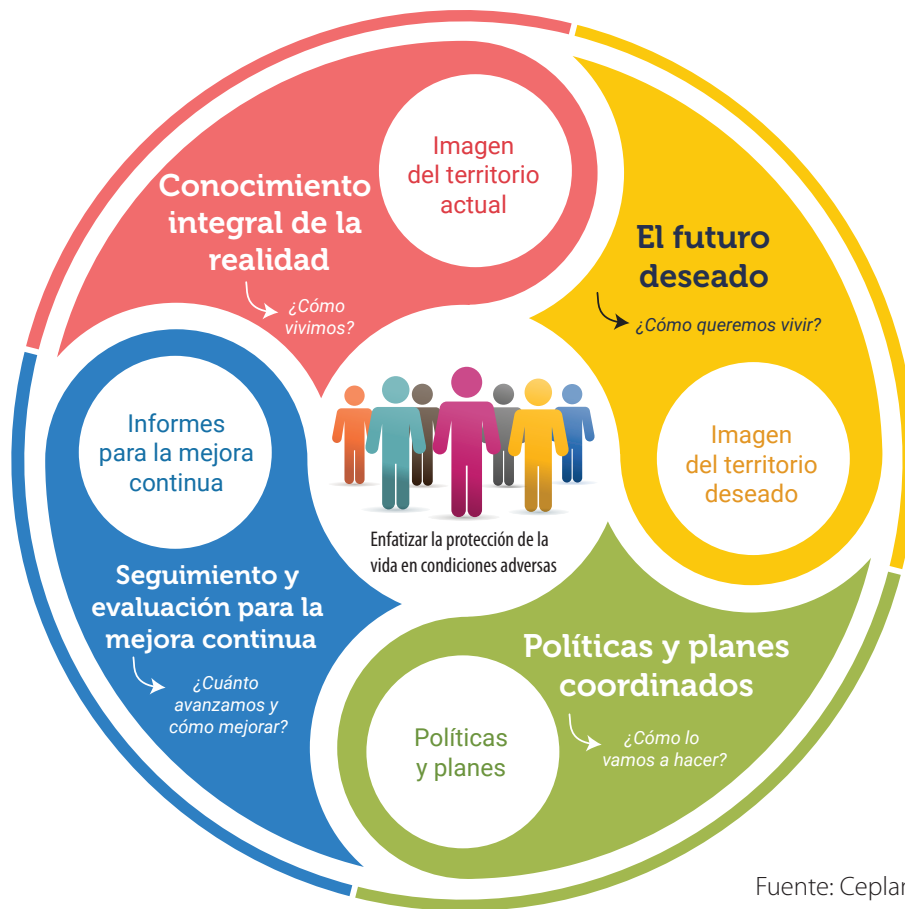 Imagen
del territorio
actual
Conocimiento
integral de la
realidad
¿Cómo
vivimos?
El futuro
deseado
¿Cómo queremos vivir?
Imagen
del territorio
deseado
Informes
para la mejora
continua
Enfatizar la protección de la
vida en condiciones adversas
Seguimiento y
evaluación para la
mejora continua
¿Cuánto
avanzamos y
cómo mejorar?
Políticas y planes
coordinados
¿Cómo lo
vamos a hacer?
Políticas
y planes
Fuente: Ceplan